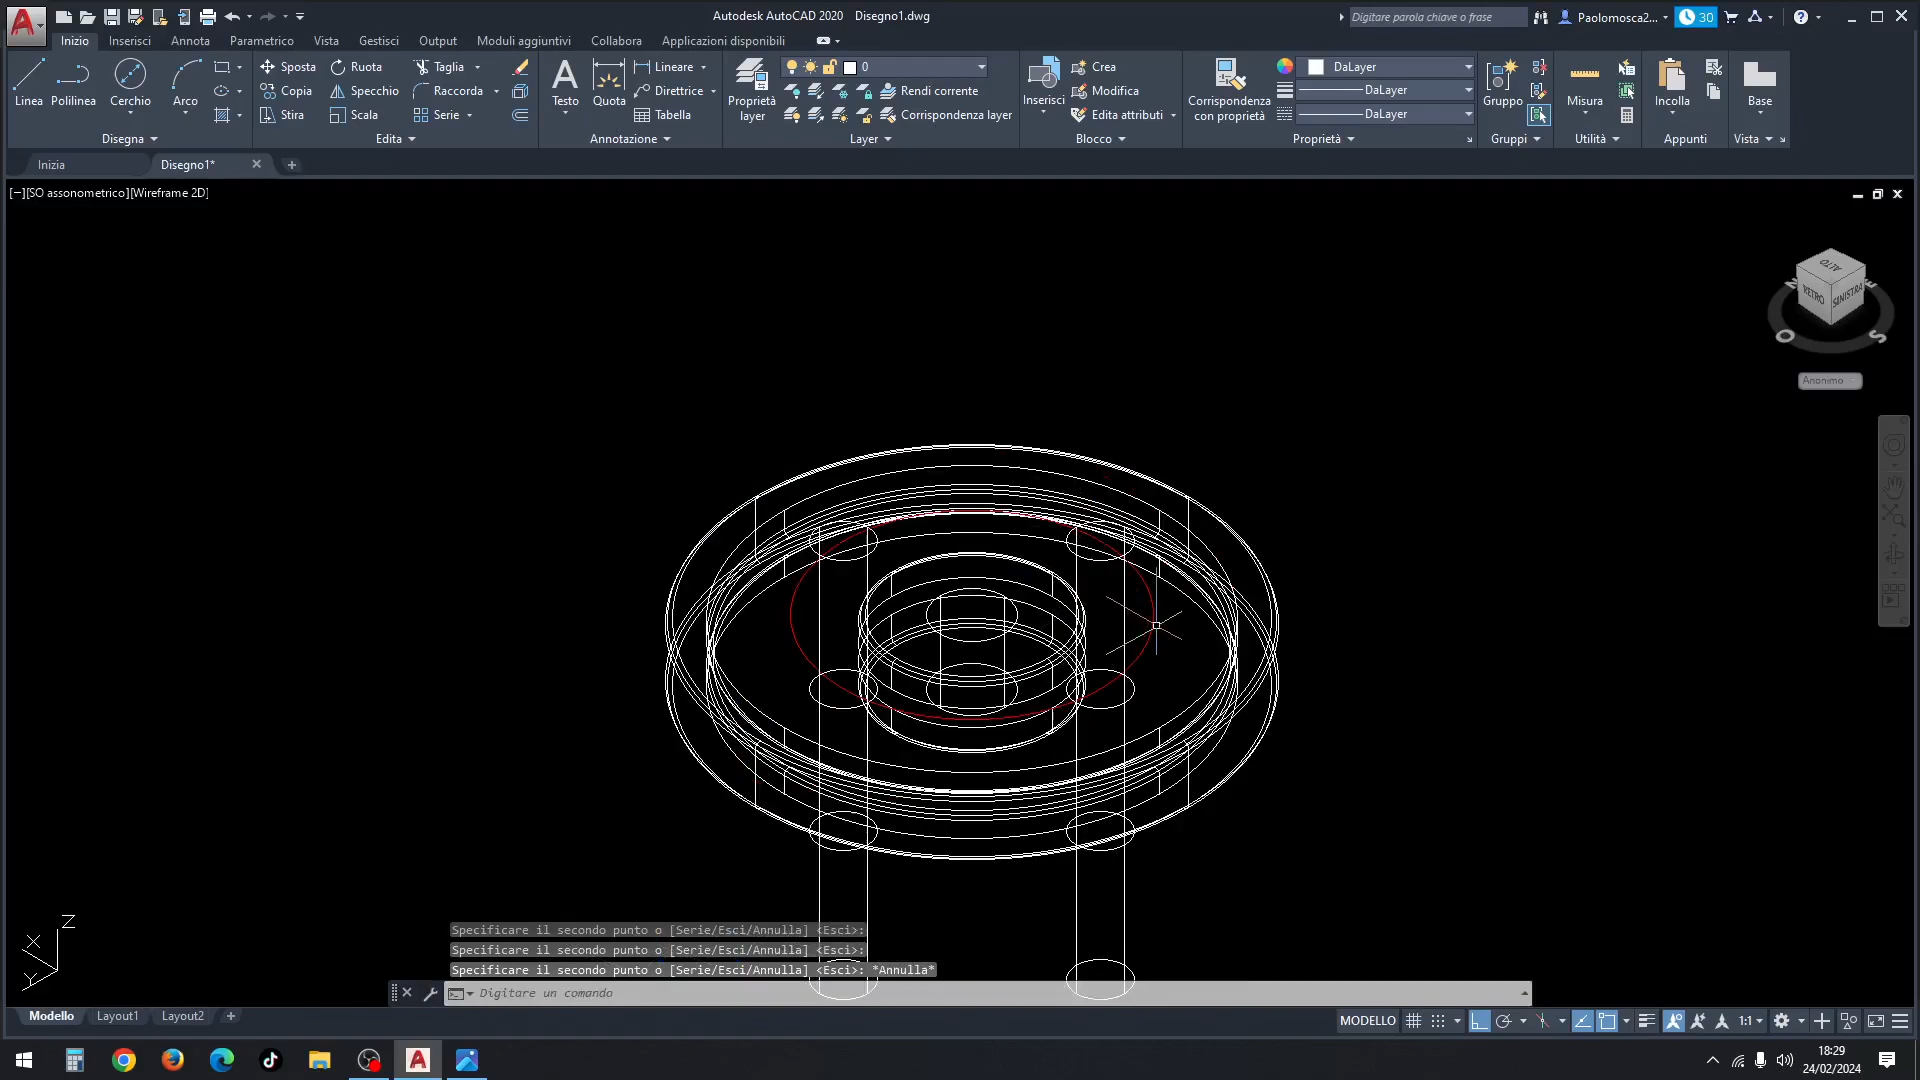 Autodesk AutoCAD 2020 Disegno1.dwg
Digitare parola chiave o frase
Paolomosca2...
30
Inizio Inserisci Annota Parametrico Vista Gestisci Output Moduli aggiuntivi Collabora Applicazioni disponibili
Linea
Polilinea
Cerchio
Arco
Sposta Ruota Taglia
Copia Specchio Raccorda
Stira Scala Serie
Testo
Quota
Lineare
Direttrice
Tabella
Proprietà layer
0
Rendi corrente
Corrispondenza layer
Inserisci
Crea
Modifica
Edita attributi
Corrispondenza con proprietà
DaLayer
DaLayer
DaLayer
Gruppo
Misura
Incolla
Base
Disegna Edita Annotazione Layer Blocco Proprietà Gruppi Utilità Appunti Vista
Inizia
Disegno1*
[−][SO assonometrico][Wireframe 2D]
ALTO
RETRO
SINISTRA
N
E
O
S
Anonimo
Z
X
Y
Specificare il secondo punto o [Serie/Esci/Annulla] <Esci>:
Specificare il secondo punto o [Serie/Esci/Annulla] <Esci>:
Specificare il secondo punto o [Serie/Esci/Annulla] <Esci>: *Annulla*
Digitare un comando
Modello Layout1 Layout2
MODELLO
1:1
18:29
24/02/2024